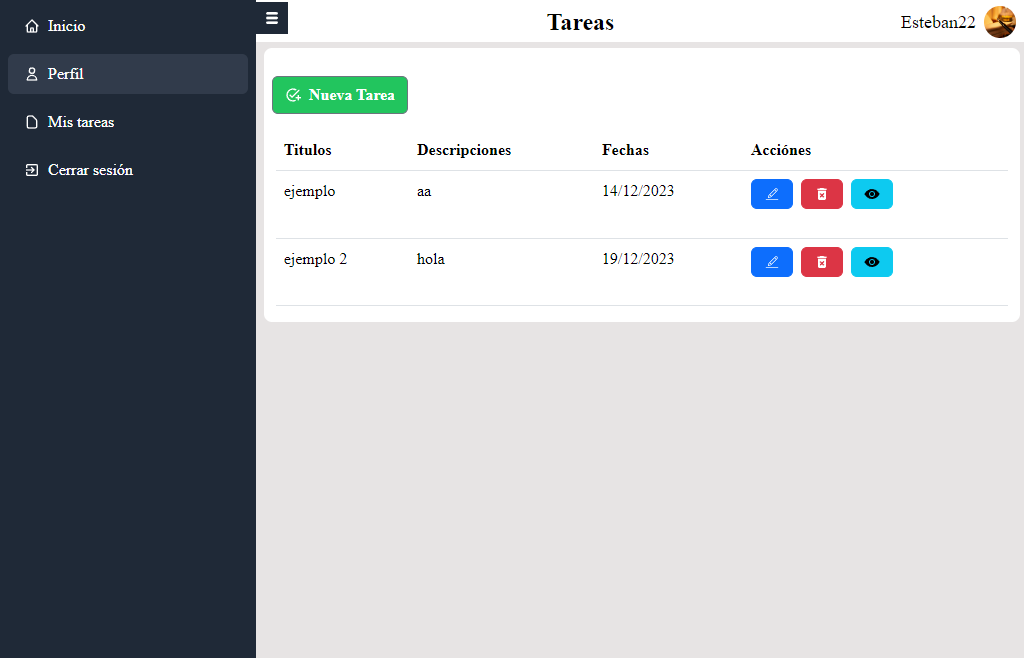 Inicio
Perfil
Mis tareas
Cerrar sesión
Tareas
Esteban22
Nueva Tarea
Titulos Descripciones Fechas Acciónes
ejemplo aa 14/12/2023
ejemplo 2 hola 19/12/2023